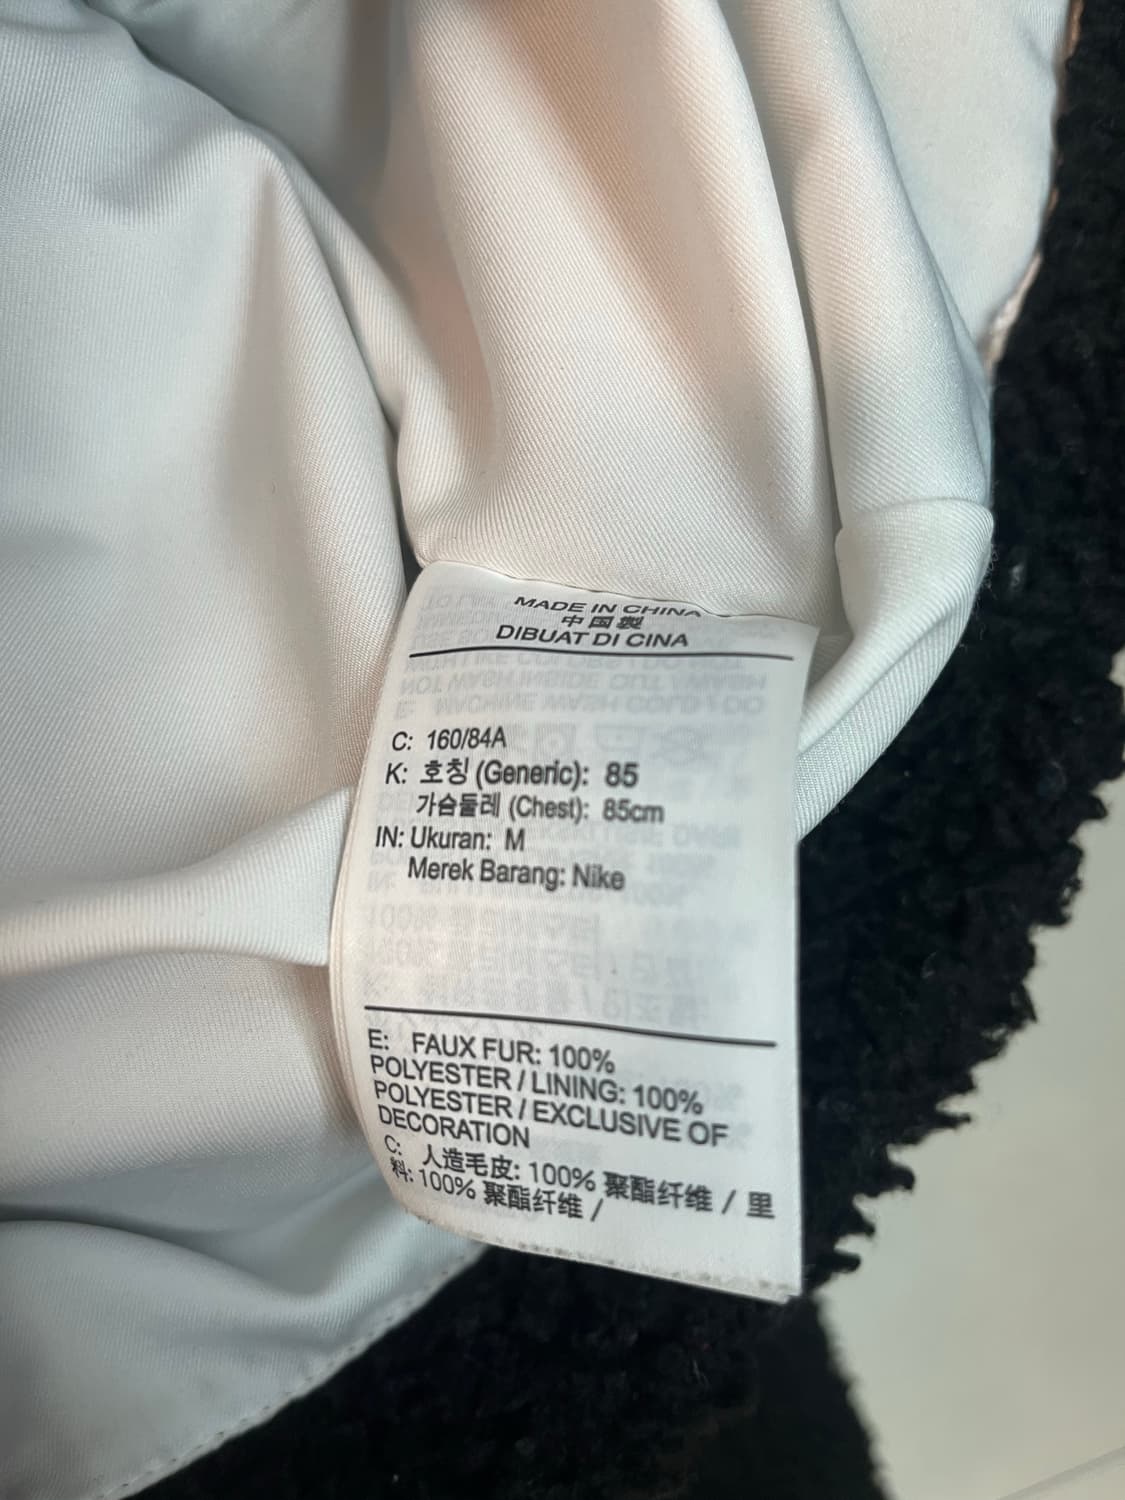 MADE IN CHINA
中国製
DIBUAT DI CINA
C: 160/84A
K: 호칭 (Generic): 85
가슴둘레 (Chest): 85cm
IN: Ukuran: M
Merek Barang: Nike
E: FAUX FUR: 100%
POLYESTER / LINING: 100%
POLYESTER / EXCLUSIVE OF
DECORATION
C: 人造毛皮: 100% 聚酯纤维 / 里
料: 100% 聚酯纤维 /